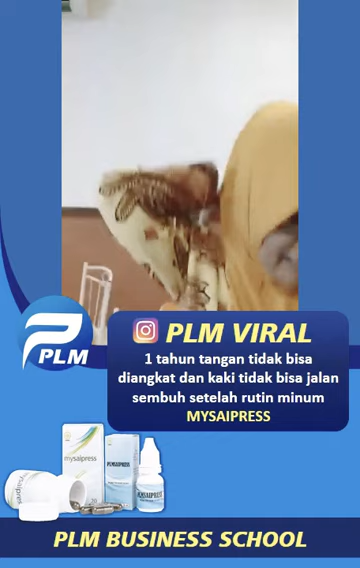 PLM VIRAL
1 tahun tangan tidak bisa
diangkat dan kaki tidak bisa jalan
sembuh setelah rutin minum
MYSAIPRESS
PLM
mysaipress
MYSAIPRESS
PLM BUSINESS SCHOOL